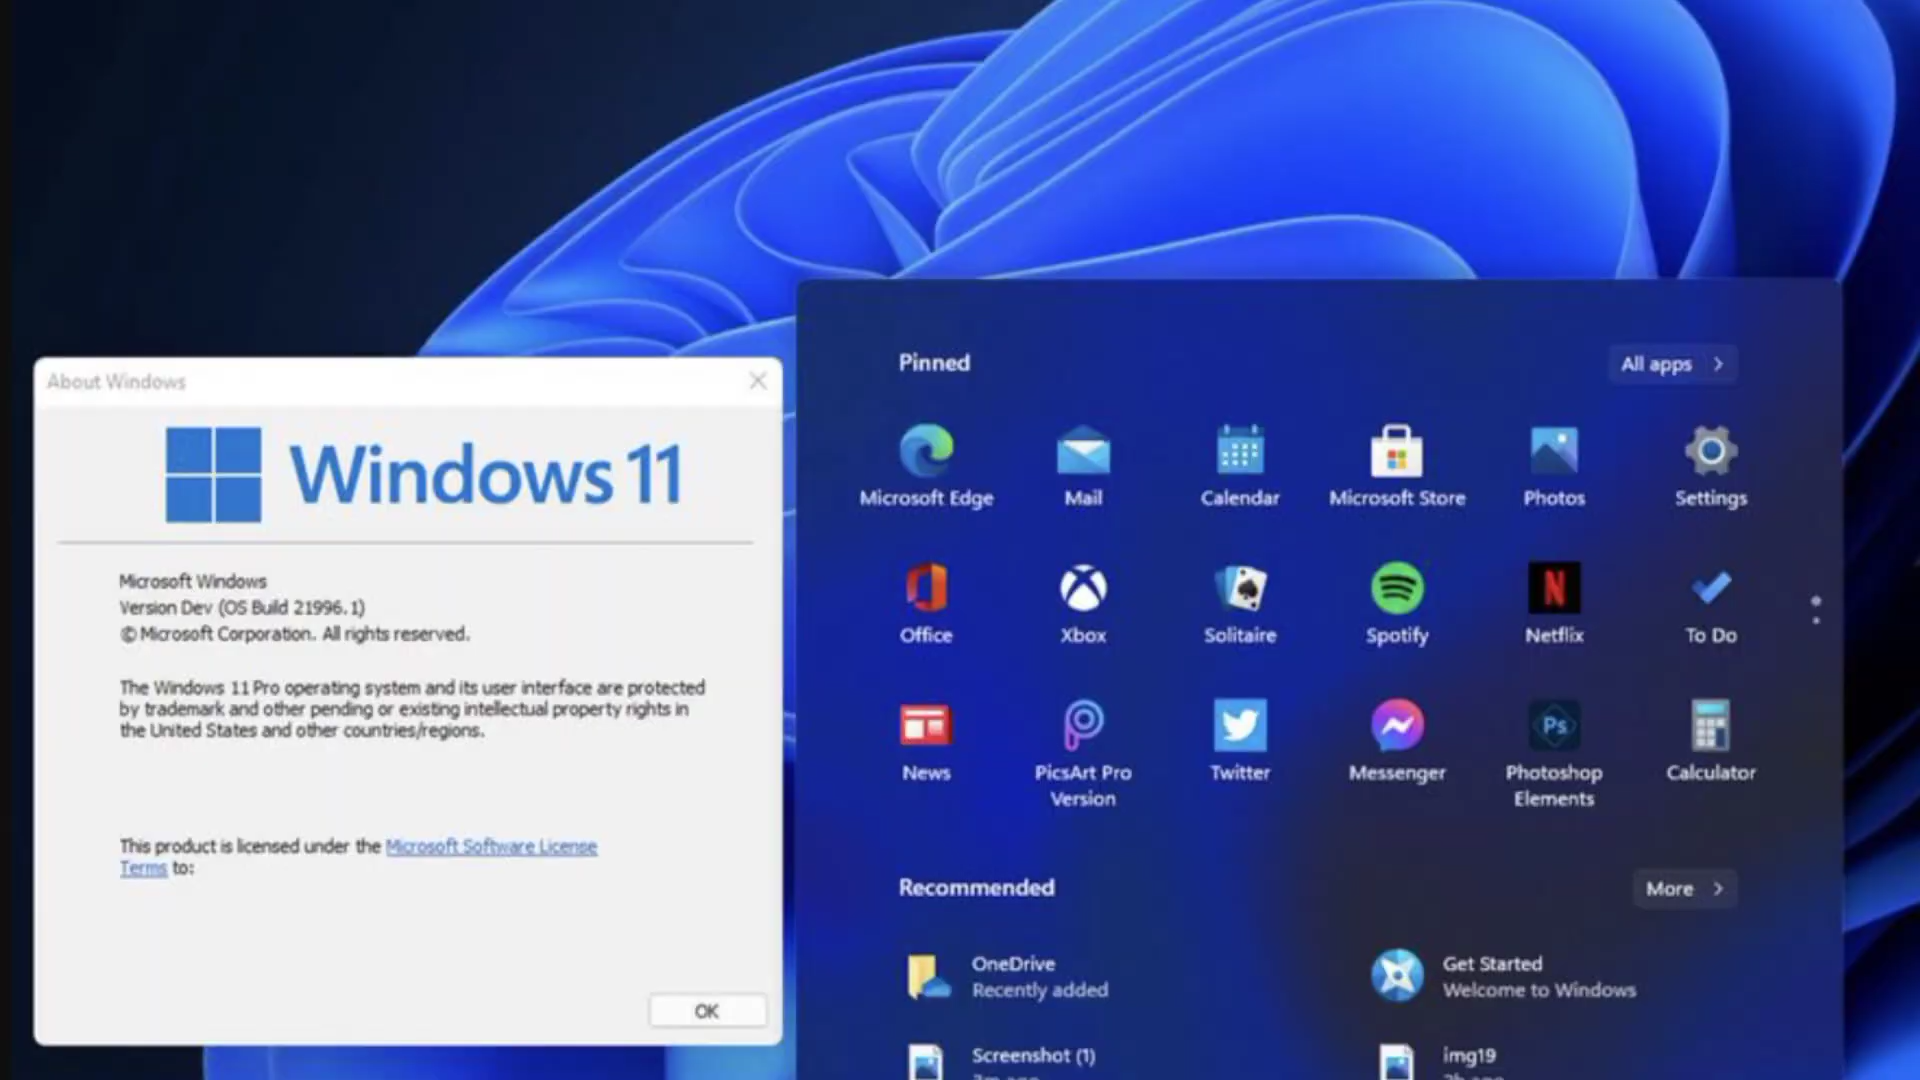 About Windows
Windows 11
Microsoft Windows
Version Dev (OS Build 21996.1)
© Microsoft Corporation. All rights reserved.
The Windows 11 Pro operating system and its user interface are protected
by trademark and other pending or existing intellectual property rights in
the United States and other countries/regions.
This product is licensed under the Microsoft Software License
Terms to:
OK
Pinned
All apps
Microsoft Edge
Mail
Calendar
Microsoft Store
Photos
Settings
Office
Xbox
Solitaire
Spotify
N
Netflix
To Do
News
PicsArt Pro
Version
Twitter
Messenger
Ps
Photoshop
Elements
Calculator
Recommended
More
OneDrive
Recently added
Get Started
Welcome to Windows
Screenshot (1)
img19